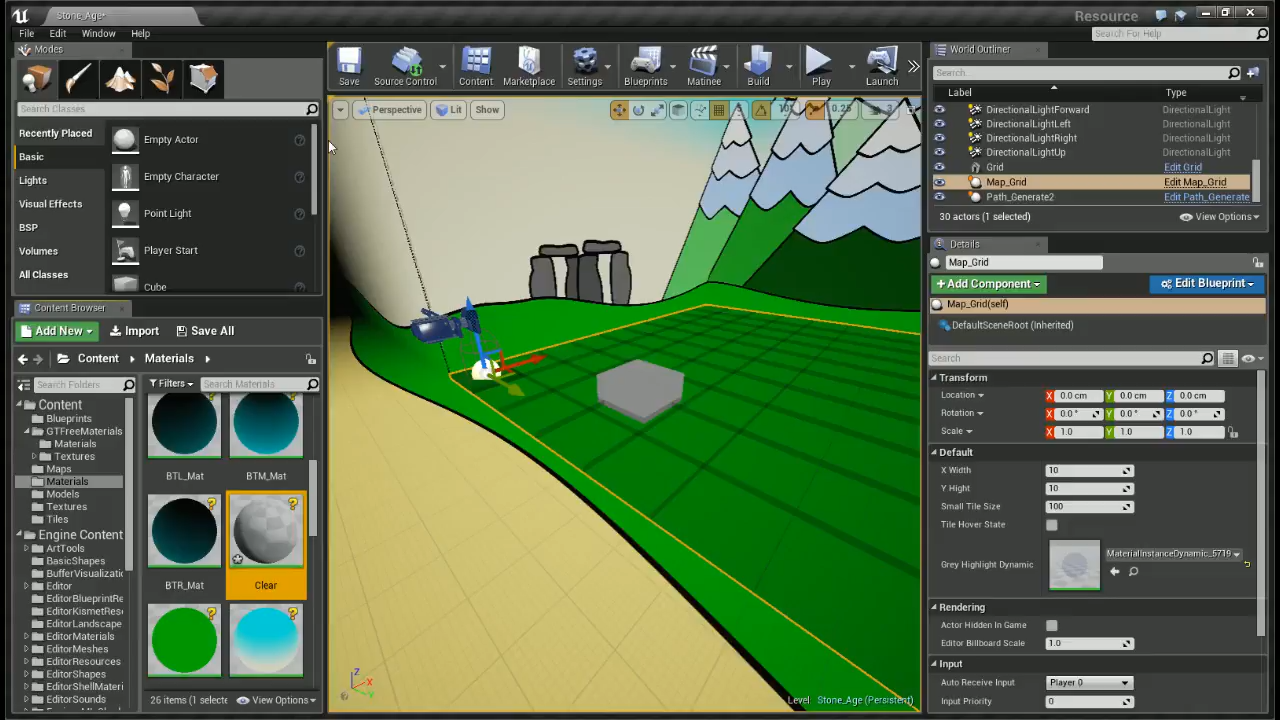 Stone_Age*
Resource
File Edit Window Help
Search For Help
Modes
Search Classes
Recently Placed
Basic
Lights
Visual Effects
BSP
Volumes
All Classes
Empty Actor
Empty Character
Point Light
Player Start
Cube
Save
Source Control
Content
Marketplace
Settings
Blueprints
Matinee
Build
Play
Launch
Perspective
Lit
Show
0.25
Level: Stone_Age (Persistent)
Content Browser
Add New
Import
Save All
Content
Materials
Search Folders
Filters
Search Materials
Content
Blueprints
GTFreeMaterials
Materials
Textures
Maps
Materials
Models
Textures
Tiles
Engine Content
ArtTools
BasicShapes
BufferVisualizati
Editor
EditorBlueprintRe
EditorKismetRes
EditorLandscape
EditorMaterials
EditorMeshes
EditorResources
EditorShapes
EditorShellMateri
EditorSounds
BTL_Mat
BTM_Mat
BTR_Mat
Clear
26 items (1 selecte
View Options
World Outliner
Search...
Label
Type
DirectionalLightForward DirectionalLight
DirectionalLightLeft DirectionalLight
DirectionalLightRight DirectionalLight
DirectionalLightUp DirectionalLight
Grid Edit Grid
Map_Grid Edit Map_Grid
Path_Generate2 Edit Path_Generate
30 actors (1 selected)
View Options
Details
Map_Grid
Add Component
Edit Blueprint
Map_Grid(self)
DefaultSceneRoot (Inherited)
Search
Transform
Location X 0.0 cm Y 0.0 cm Z 0.0 cm
Rotation X 0.0 ° Y 0.0 ° Z 0.0 °
Scale X 1.0 Y 1.0 Z 1.0
Default
X Width 10
Y Hight 10
Small Tile Size 100
Tile Hover State
Grey Highlight Dynamic
MaterialInstanceDynamic_5719
Rendering
Actor Hidden In Game
Editor Billboard Scale 1.0
Input
Auto Receive Input Player 0
Input Priority 0